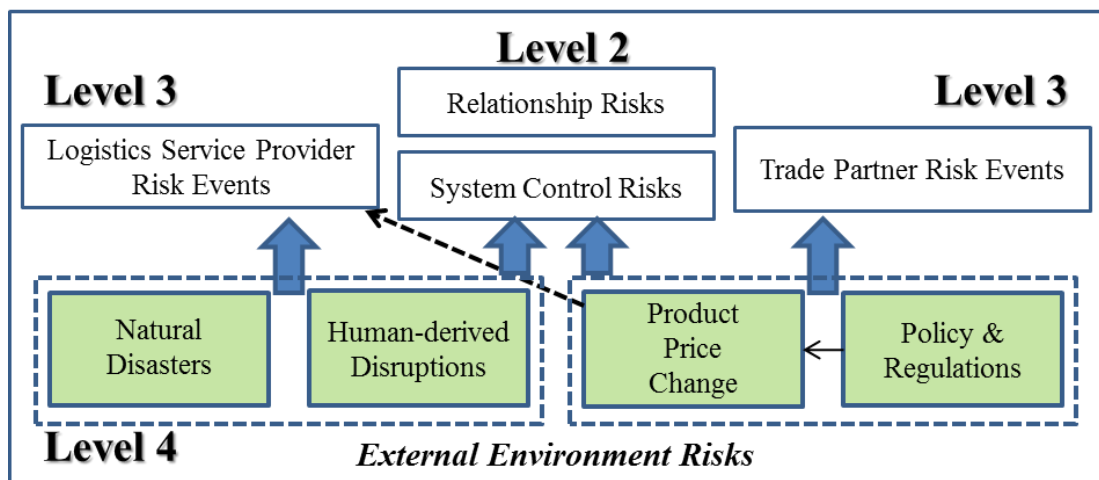 Level 2
Level 3
Level 3
Relationship Risks
Logistics Service Provider
Risk Events
System Control Risks
Trade Partner Risk Events
Natural
Disasters
Human-derived
Disruptions
Product
Price
Change
Policy &
Regulations
Level 4
External Environment Risks